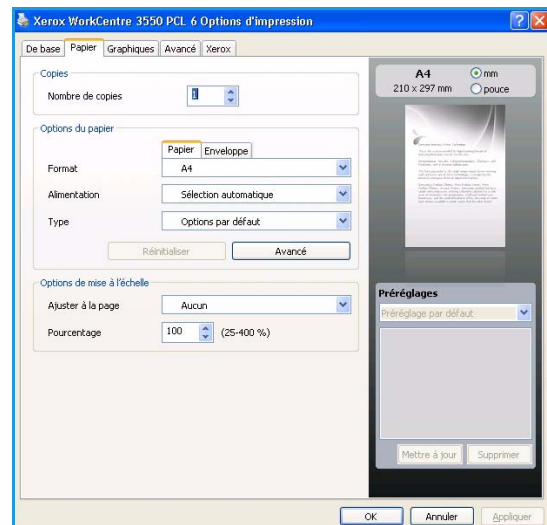 Xerox WorkCentre 3550 PCL 6 Options d'impression
De base Papier Graphiques Avancé Xerox
Copies
Nombre de copies 1
Options du papier
Papier Enveloppe
Format A4
Alimentation Sélection automatique
Type Options par défaut
Réinitialiser Avancé
Options de mise à l'échelle
Ajuster à la page Aucun
Pourcentage 100 (25-400 %)
A4 mm
210 x 297 mm pouce
Préréglages
Préréglage par défaut
Mettre à jour Supprimer
OK Annuler Appliquer